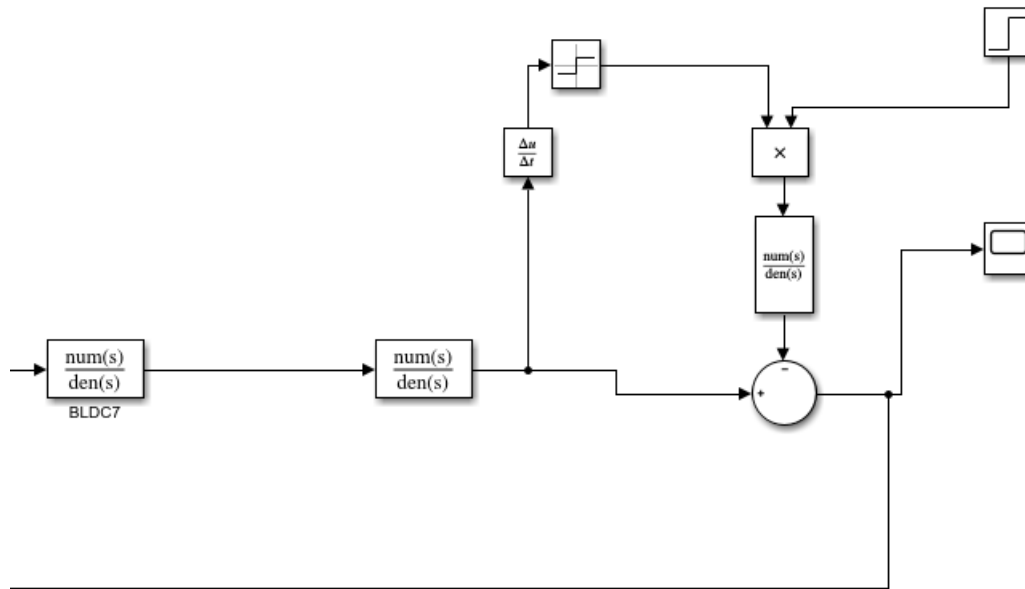 Δu
Δt
×
num(s)
den(s)
num(s)
den(s)
BLDC7
num(s)
den(s)
-
+